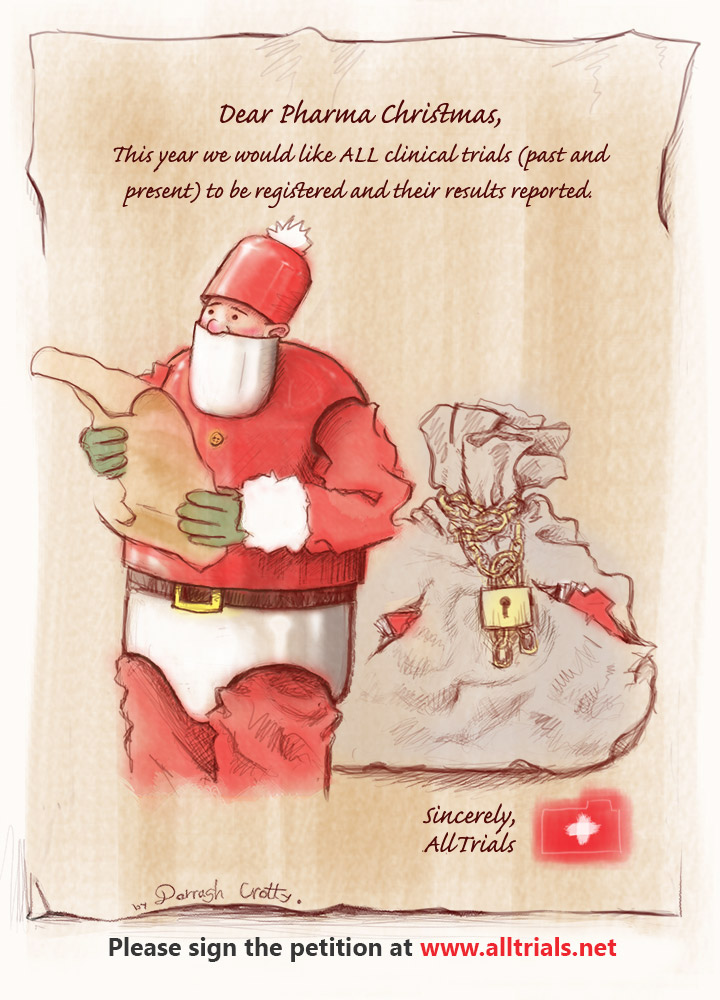 Dear Pharma Christmas,
This year we would like ALL clinical trials (past and
present) to be registered and their results reported.
Sincerely,
AllTrials
by Darragh Crotty.
Please sign the petition at www.alltrials.net